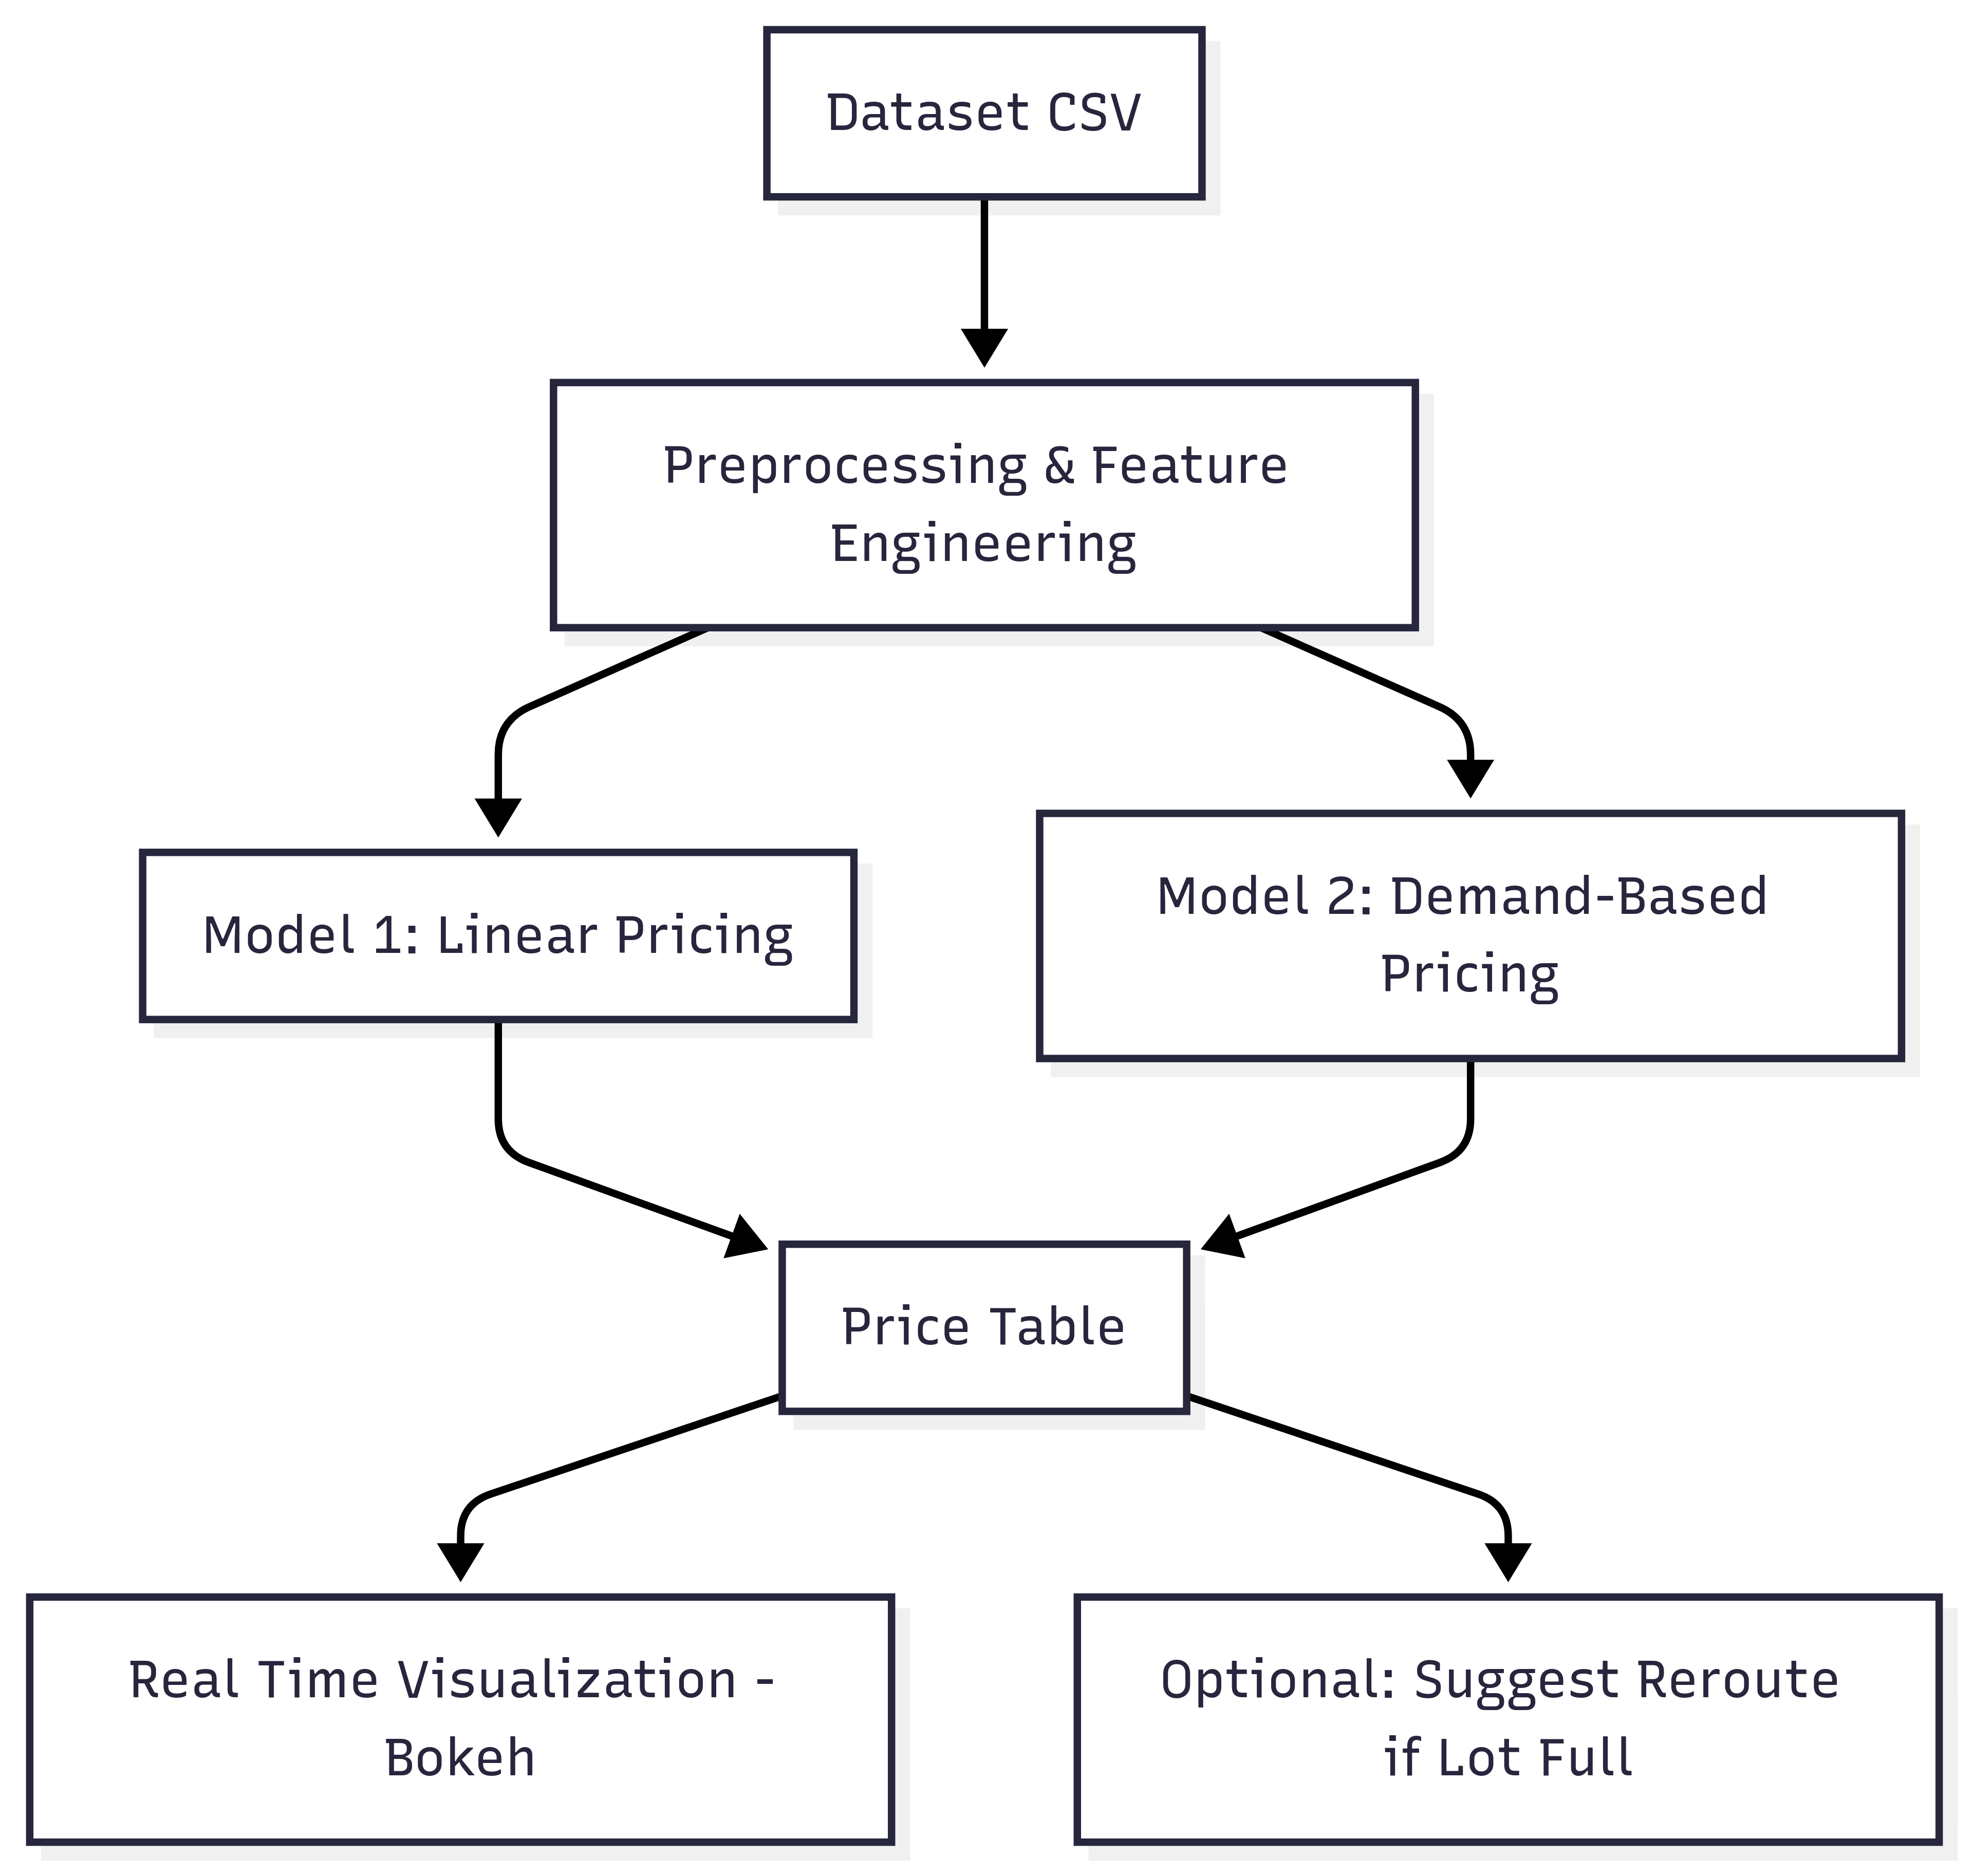 Dataset CSV
Preprocessing & Feature
Engineering
Model 1: Linear Pricing
Model 2: Demand-Based
Pricing
Price Table
Real Time Visualization -
Bokeh
Optional: Suggest Reroute
if Lot Full